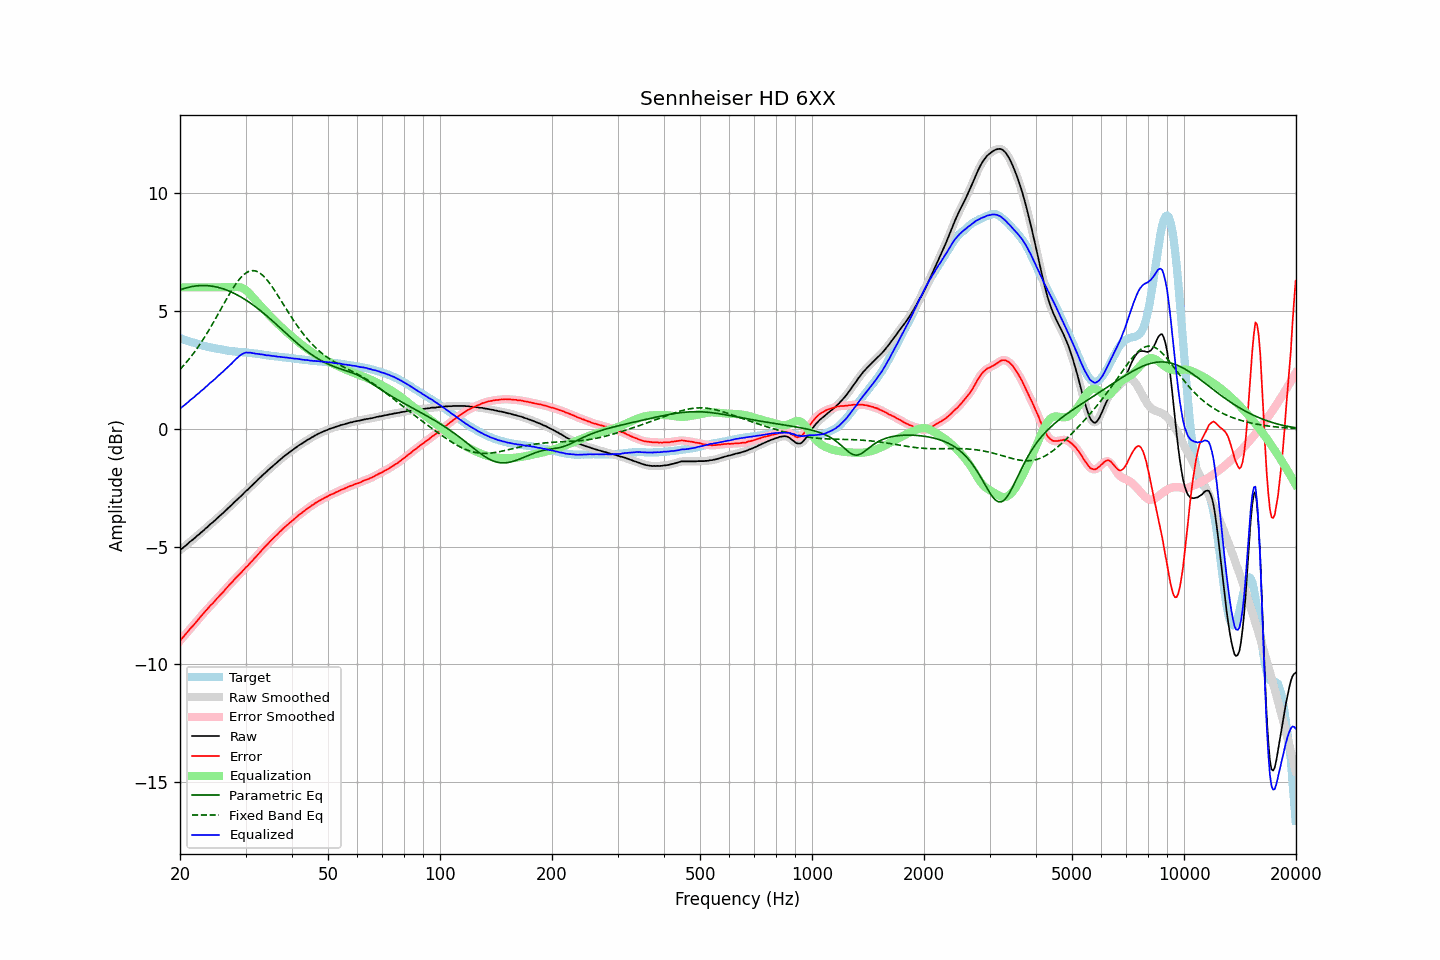 Sennheiser HD 6XX
Amplitude (dBr)
10
5
0
−5
−10
−15
Target
Raw Smoothed
Error Smoothed
Raw
Error
Equalization
Parametric Eq
Fixed Band Eq
Equalized
20 50 100 200 500 1000 2000 5000 10000 20000
Frequency (Hz)